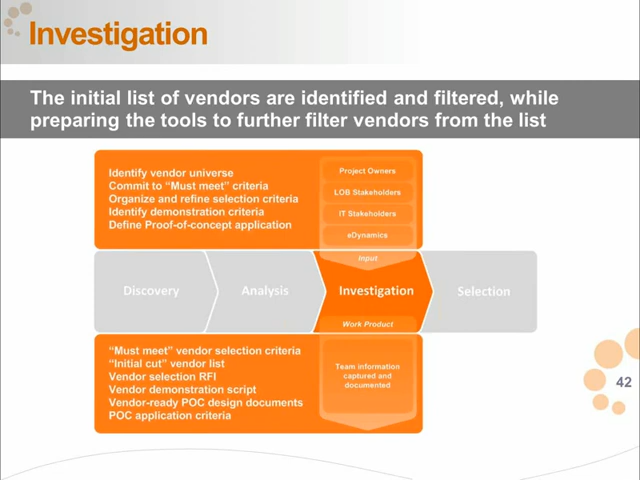 Investigation
The initial list of vendors are identified and filtered, while
preparing the tools to further filter vendors from the list
Identify vendor universe
Commit to "Must meet" criteria
Organize and refine selection criteria
Identify demonstration criteria
Define Proof-of-concept application
Project Owners
LOB Stakeholders
IT Stakeholders
eDynamics
Input
Discovery
Analysis
Investigation
Selection
Work Product
"Must meet" vendor selection criteria
"Initial cut" vendor list
Vendor selection RFI
Vendor demonstration script
Vendor-ready POC design documents
POC application criteria
Team information
captured and
documented
42